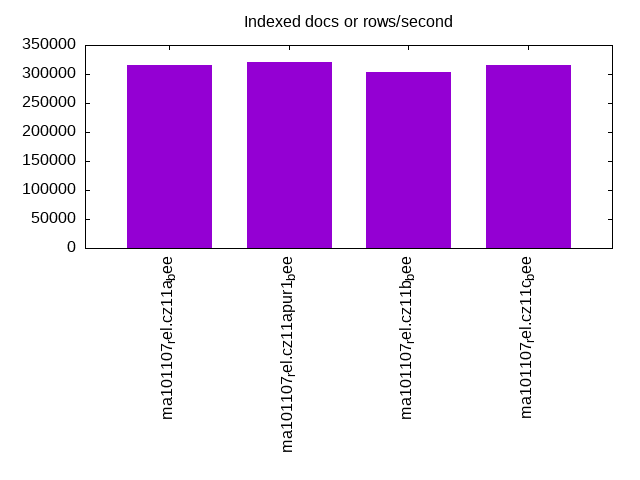 Indexed docs or rows/second
350000
300000
250000
200000
150000
100000
50000
0
ma101107rel.cz11abee
ma101107rel.cz11apur1bee
ma101107rel.cz11bbee
ma101107rel.cz11cbee